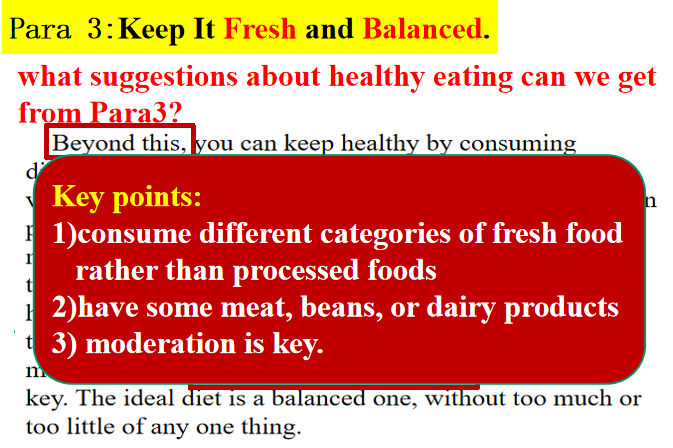 Para 3:Keep It Fresh and Balanced.
what suggestions about healthy eating can we get
from Para3?
Beyond this, you can keep healthy by consuming
Key points:
1)consume different categories of fresh food
rather than processed foods
2)have some meat, beans, or dairy products
3) moderation is key.
key. The ideal diet is a balanced one, without too much or
too little of any one thing.